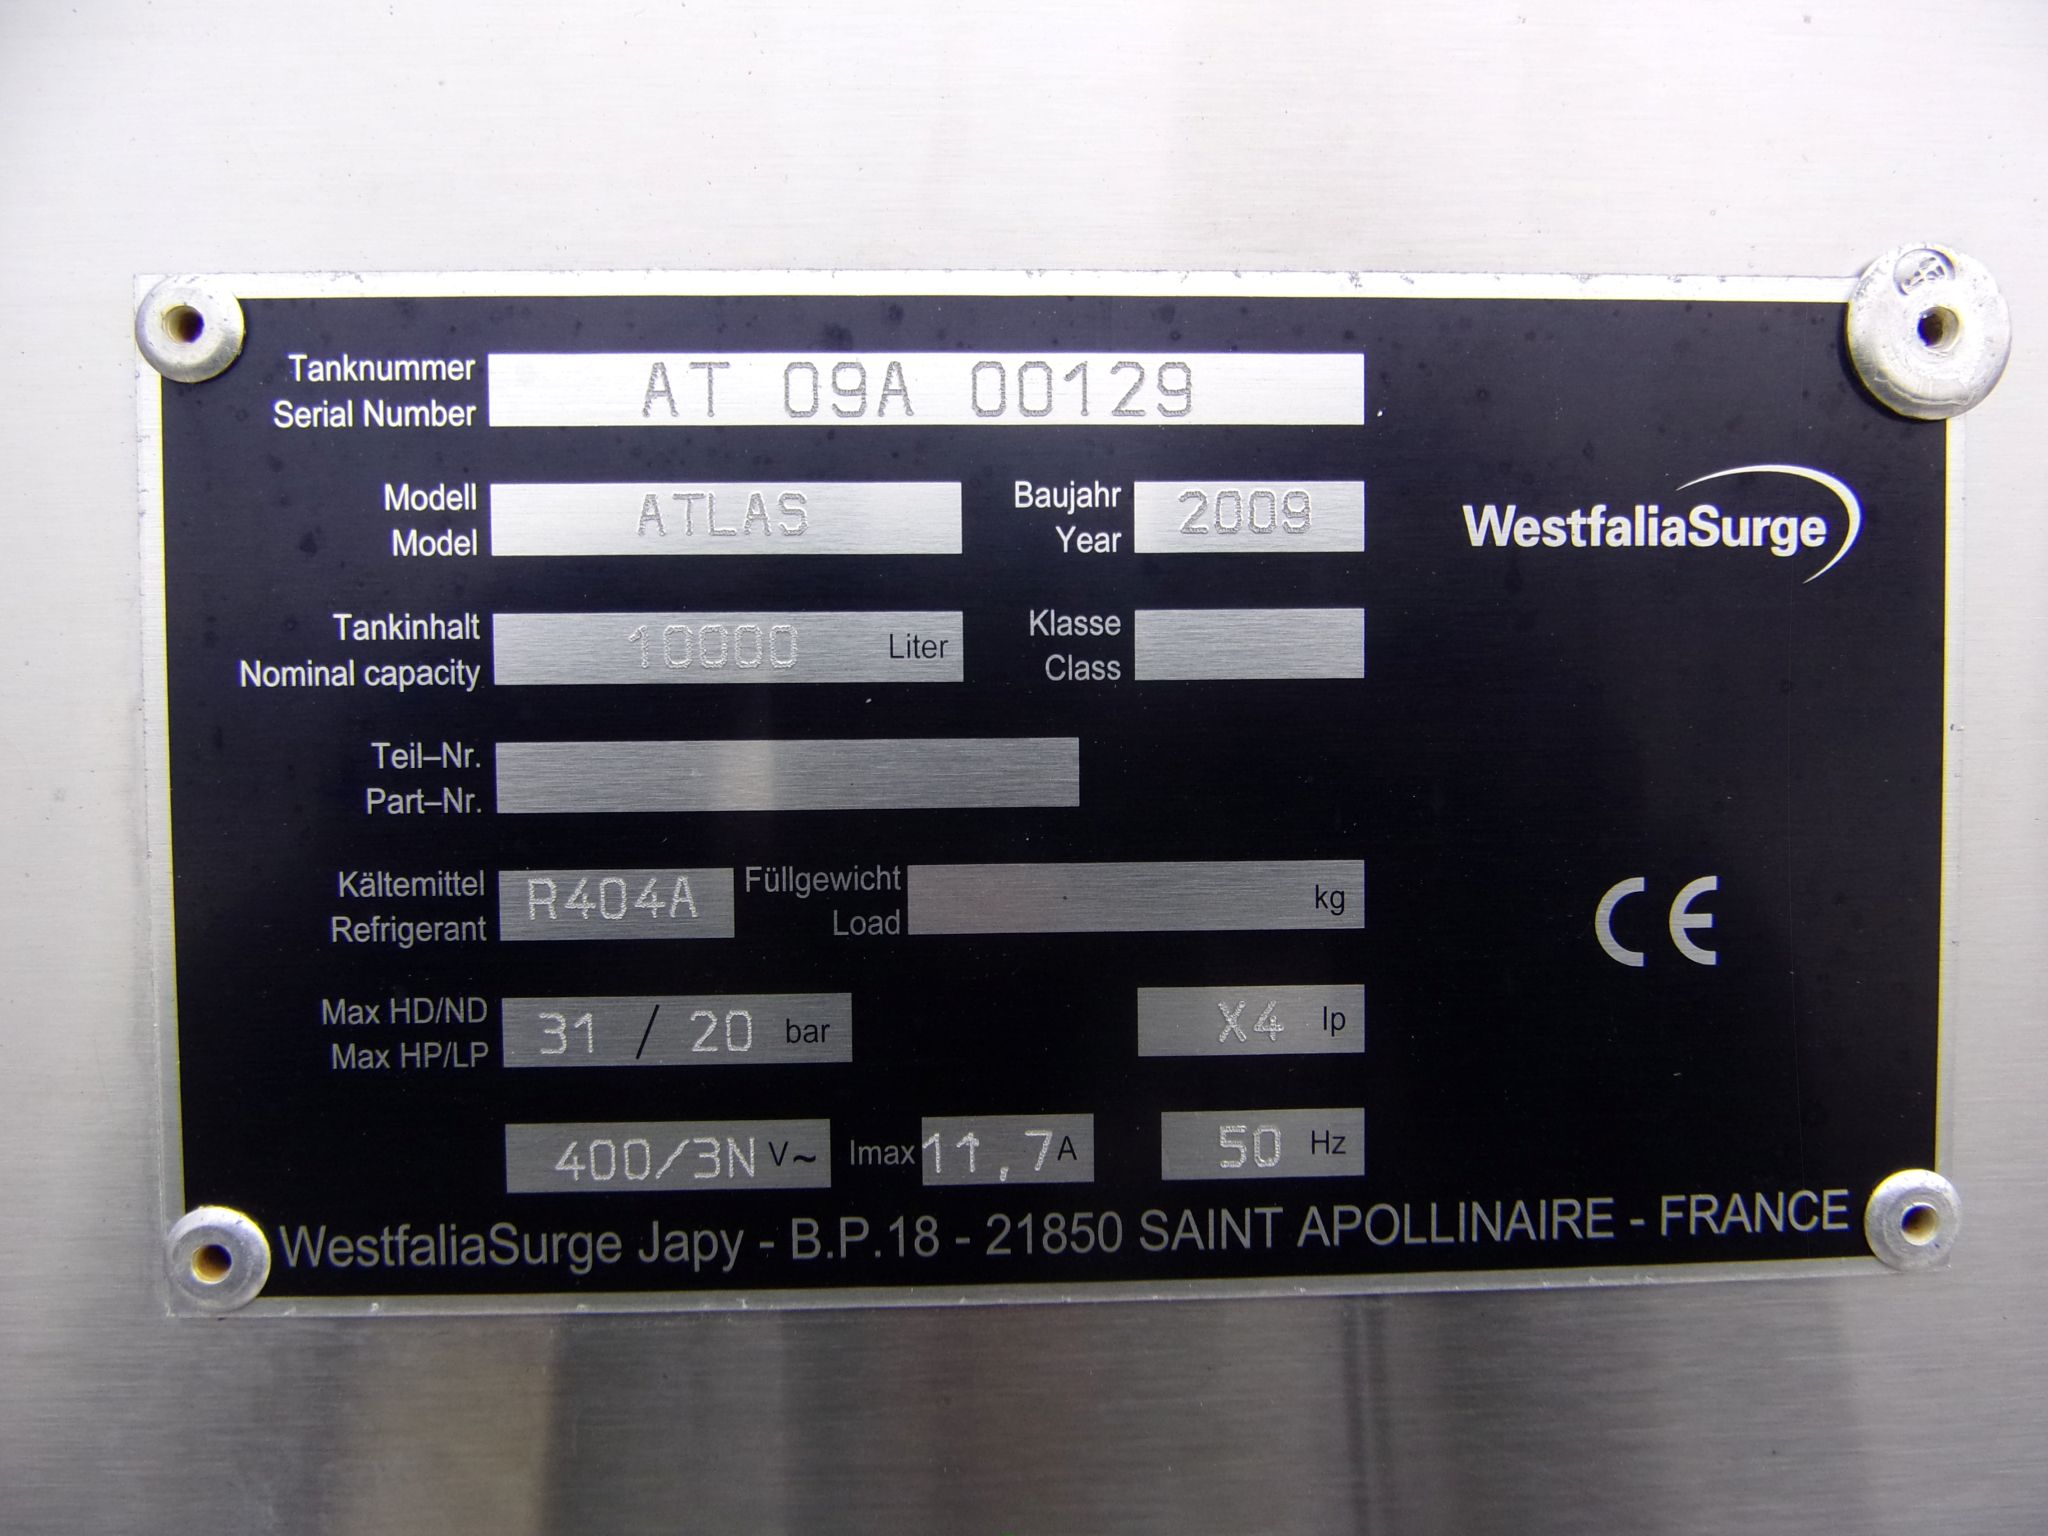 Tanknummer
Serial Number
AT 09A 00129
Modell
Model
ATLAS
Baujahr
Year
2009
WestfaliaSurge
Tankinhalt
Nominal capacity
10000 Liter
Klasse
Class
Teil–Nr.
Part–Nr.
Kältemittel
Refrigerant
R404A
Füllgewicht
Load
kg
CE
Max HD/ND
Max HP/LP
31 / 20 bar
X4 Ip
400/3N V~
Imax 11,7 A
50 Hz
WestfaliaSurge Japy - B.P.18 - 21850 SAINT APOLLINAIRE - FRANCE